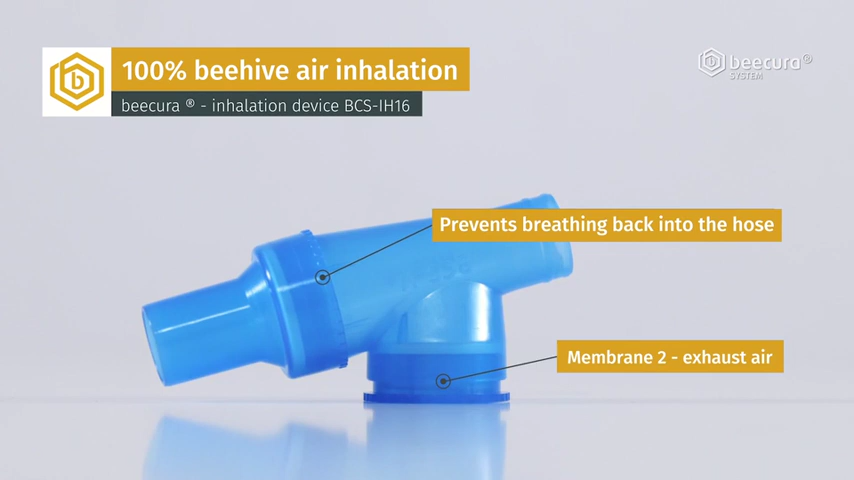 100% beehive air inhalation
beecura ® - inhalation device BCS-IH16
beecura®
SYSTEM
Prevents breathing back into the hose
Membrane 2 - exhaust air